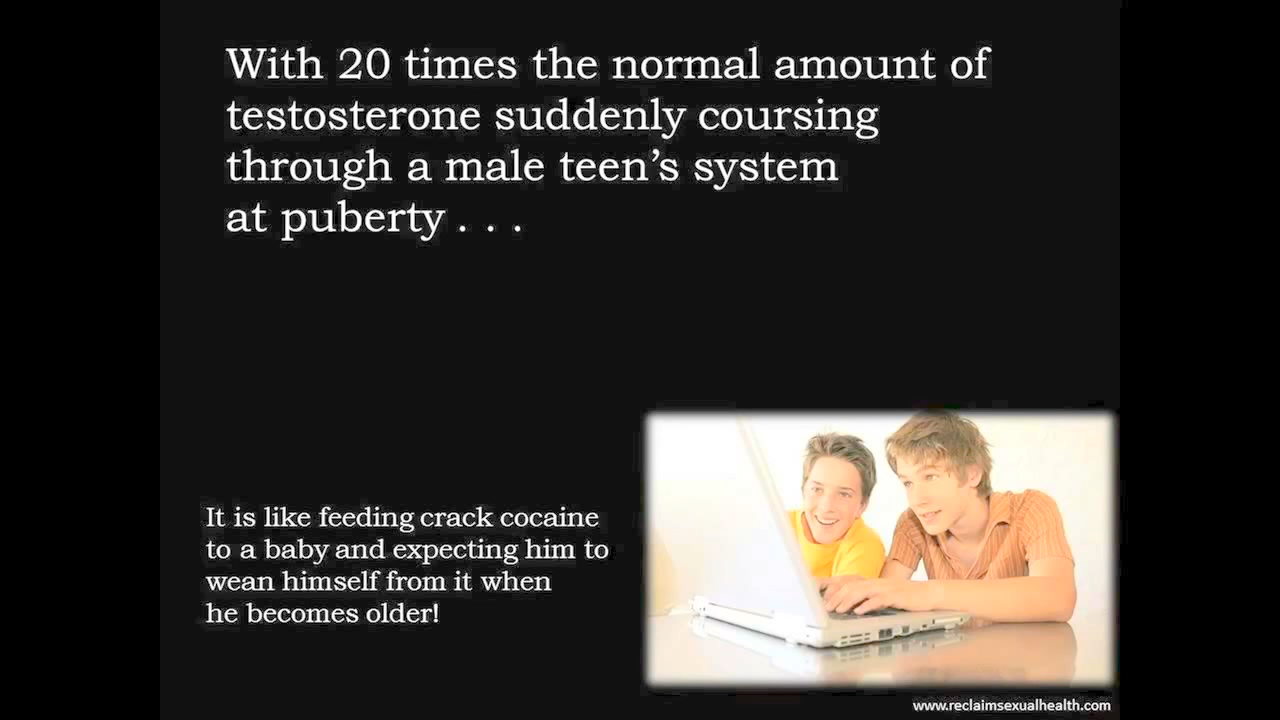 With 20 times the normal amount of
testosterone suddenly coursing
through a male teen’s system
at puberty . . .
It is like feeding crack cocaine
to a baby and expecting him to
wean himself from it when
he becomes older!
www.reclaimsexualhealth.com